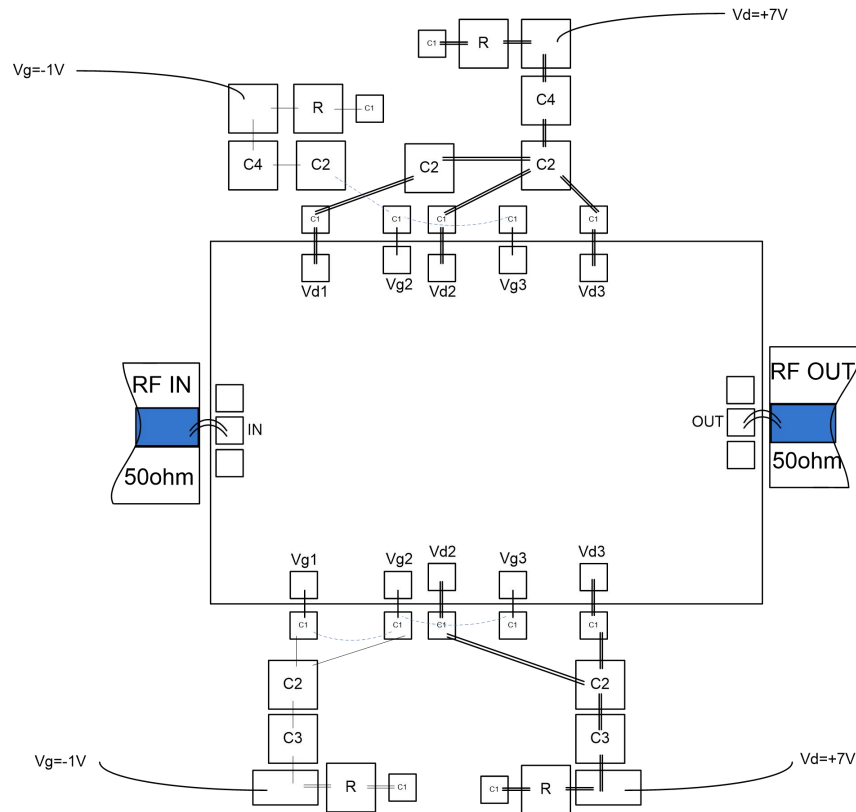 Vd=+7V
C1
R
Vg=-1V
R
C1
C4
C4
C2
C2
C2
C1
C1
C1
C1
C1
Vd1
Vg2
Vd2
Vg3
Vd3
RF IN
RF OUT
IN
OUT
50ohm
50ohm
Vg1
Vg2
Vd2
Vg3
Vd3
C1
C1
C1
C1
C1
C2
C2
C3
C3
Vg=-1V
Vd=+7V
R
C1
C1
R